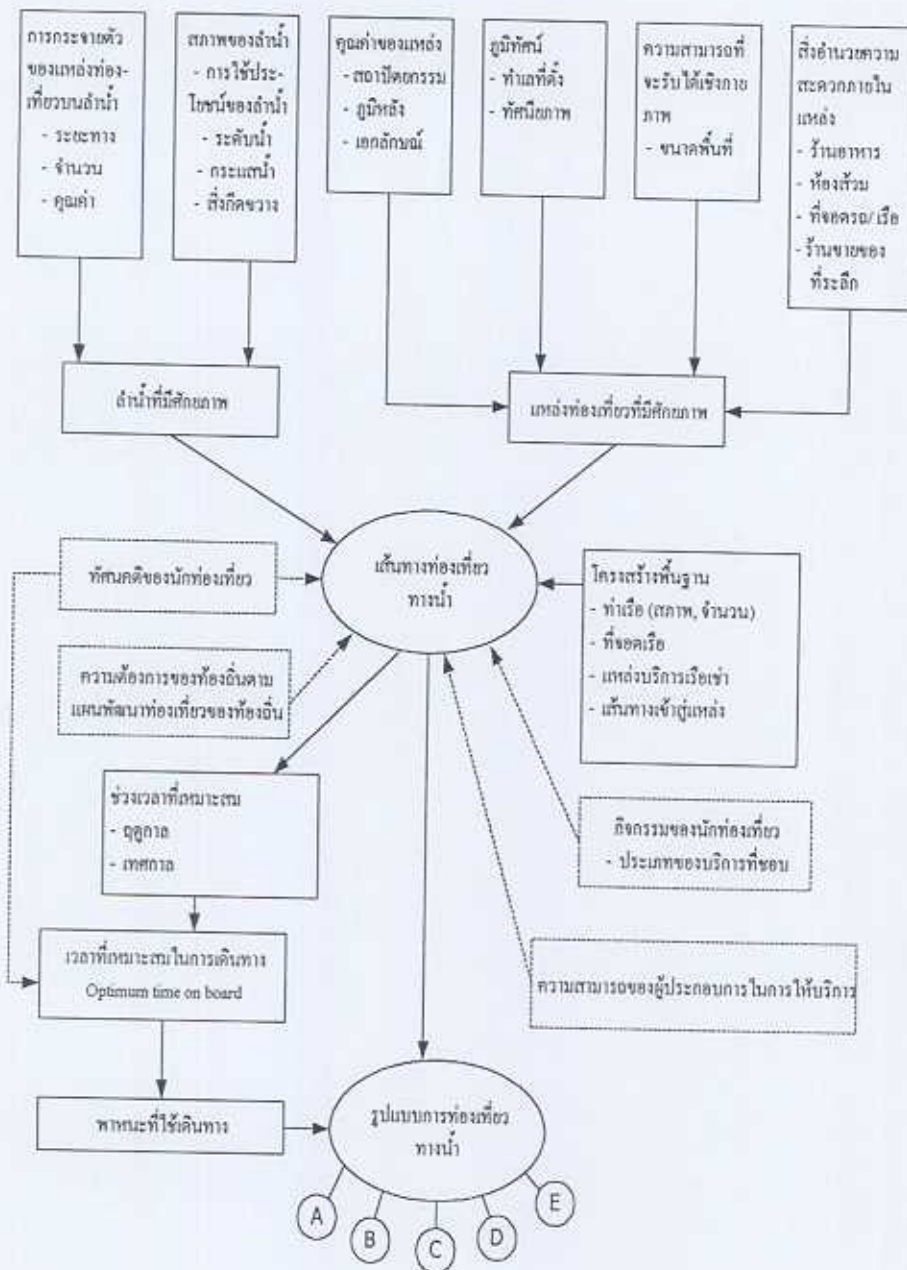 การกระจายตัว
ของแหล่งท่อง-
เที่ยวบนลำน้ำ
- ระยะทาง
- จำนวน
- คุณค่า
สภาพของลำน้ำ
- การใช้ประ-
โยชน์ของลำน้ำ
- ระดับน้ำ
- กระแสน้ำ
- สิ่งกีดขวาง
คุณค่าของแหล่ง
- สถาปัตยกรรม
- ภูมิหลัง
- เอกลักษณ์
ภูมิทัศน์
- ทำเลที่ตั้ง
- ทัศนียภาพ
ความสามารถที่
จะรับได้เชิงกาย
ภาพ
- ขนาดพื้นที่
สิ่งอำนวยความ
สะดวกภายใน
แหล่ง
- ร้านอาหาร
- ห้องส้วม
- ที่จอดรถ/เรือ
- ร้านขายของ
ที่ระลึก
ลำน้ำที่มีศักยภาพ
แหล่งท่องเที่ยวที่มีศักยภาพ
เส้นทางท่องเที่ยว
ทางน้ำ
ทัศนคติของนักท่องเที่ยว
โครงสร้างพื้นฐาน
- ท่าเรือ (สภาพ, จำนวน)
- ที่จอดเรือ
- แหล่งบริการเรือเช่า
- เส้นทางเข้าสู่แหล่ง
ความต้องการของท้องถิ่นตาม
แผนพัฒนาท่องเที่ยวของท้องถิ่น
ช่วงเวลาที่เหมาะสม
- ฤดูกาล
- เทศกาล
กิจกรรมของนักท่องเที่ยว
- ประเภทของบริการที่ชอบ
เวลาที่เหมาะสมในการเดินทาง
Optimum time on board
ความสามารถของผู้ประกอบการในการให้บริการ
พาหนะที่ใช้เดินทาง
รูปแบบการท่องเที่ยว
ทางน้ำ
A
B
C
D
E